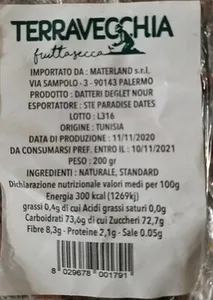 TERRAVECCHIA
fruttasecca
IMPORTATO DA : MATERLAND s.r.l.
VIA SAMPOLO - 3 - 90143 PALERMO
PRODOTTO : DATTERI DEGLET NOUR
ESPORTATORE : STE PARADISE DATES
LOTTO : L316
ORIGINE : TUNISIA
DATA DI PRODUZIONE : 11/11/2020
DA CONSUMARSI PREF. ENTRO IL : 10/11/2021
PESO : 200 gr
INGREDIENTI : NATURALE, STANDARD
Dichiarazione nutrizionale valori medi per 100g
Energia 300 kcal (1269kj)
grassi 0,4g di cui Acidi grassi saturi 0,0g
Carboidrati 73,6g di cui Zuccheri 72,7g
Fibre 8,3g - Proteine 2,1g - Sale 0.05g
8 029678 001791